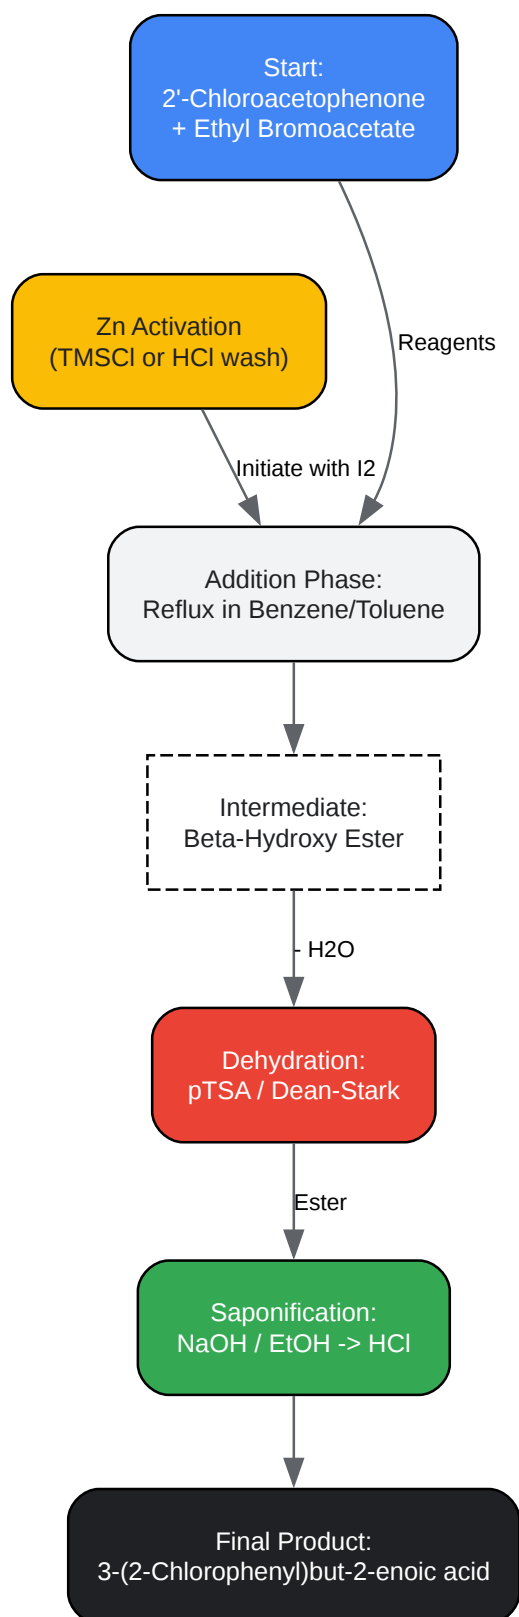 Start:
2'-Chloroacetophenone
+ Ethyl Bromoacetate
Zn Activation
(TMSCl or HCl wash)
Reagents
Initiate with I2
Addition Phase:
Reflux in Benzene/Toluene
Intermediate:
Beta-Hydroxy Ester
- H2O
Dehydration:
pTSA / Dean-Stark
Ester
Saponification:
NaOH / EtOH -> HCl
Final Product:
3-(2-Chlorophenyl)but-2-enoic acid